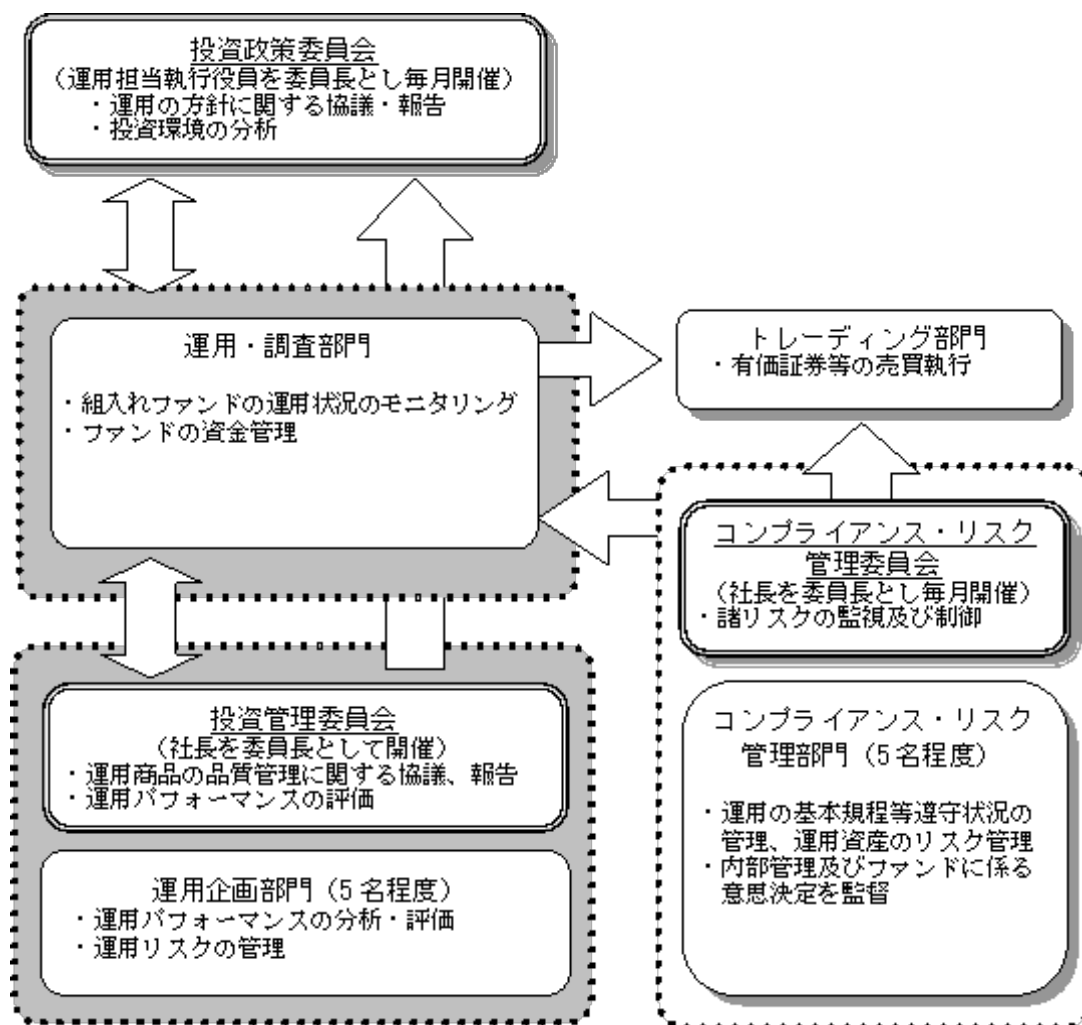 投資政策委員会
(運用担当執行役員を委員長とし毎月開催)
・運用の方針に関する協議・報告
・投資環境の分析
運用・調査部門
・組入れファンドの運用状況のモニタリング
・ファンドの資金管理
トレーディング部門
・有価証券等の売買執行
コンプライアンス・リスク
管理委員会
(社長を委員長とし毎月開催)
・諸リスクの監視及び制御
投資管理委員会
(社長を委員長として開催)
・運用商品の品質管理に関する協議、報告
・運用パフォーマンスの評価
運用企画部門(5名程度)
・運用パフォーマンスの分析・評価
・運用リスクの管理
コンプライアンス・リスク
管理部門(5名程度)
・運用の基本規程等遵守状況の
管理、運用資産のリスク管理
・内部管理及びファンドに係る
意思決定を監督